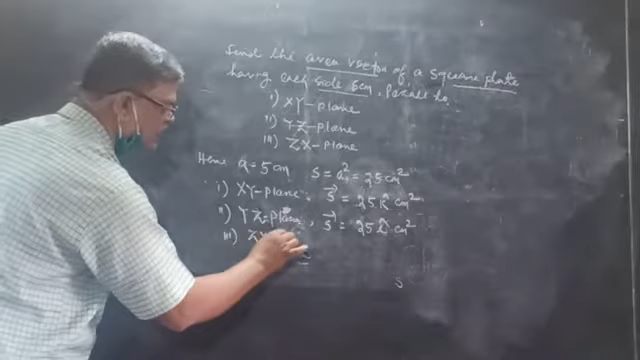 Find the area vector of a square plate
having each side 5cm, Parallel to
i) XY-plane
ii) YZ-plane
iii) ZX-plane
Here a = 5 cm S = a² = 25 cm²
i) XY-plane, S⃗ = 25 k̂ cm²
ii) YZ-plane, S⃗ = 25 î cm²
iii) ZX